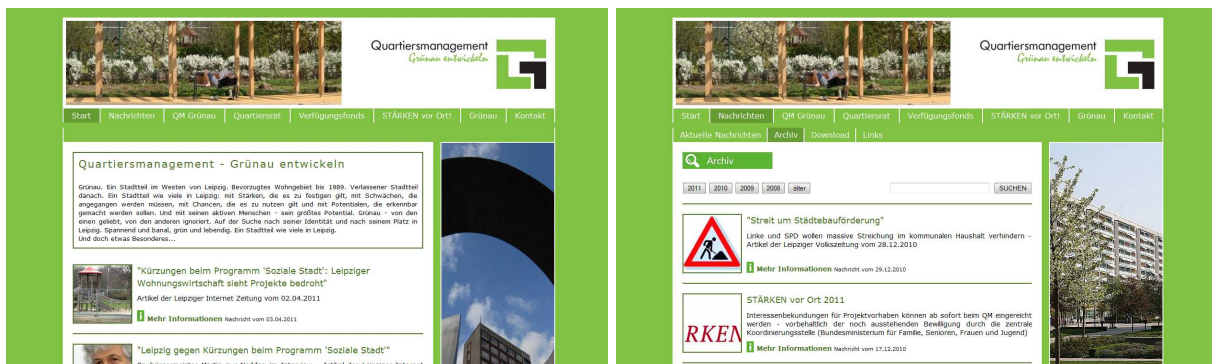 Quartiersmanagement
Grünau entwickeln
Start Nachrichten QM Grünau Quartiersrat Verfügungsfonds STÄRKEN vor Ort! Grünau Kontakt
Quartiersmanagement - Grünau entwickeln
Grünau. Ein Stadtteil im Westen von Leipzig. Bevorzugtes Wohngebiet bis 1989. Verlassener Stadtteil
danach. Ein Stadtteil wie viele in Leipzig: mit Stärken, die es zu festigen gilt, mit Schwächen, die
angegangen werden müssen, mit Chancen, die es zu nutzen gilt und mit Potentialen, die erkennbar
gemacht werden sollen. Und mit seinen aktiven Menschen - sein größtes Potential. Grünau - von den
einen geliebt, von den anderen ignoriert. Auf der Suche nach seiner Identität und nach seinem Platz in
Leipzig. Spannend und banal, grün und lebendig. Ein Stadtteil wie viele in Leipzig.
Und doch etwas Besonderes...
"Kürzungen beim Programm 'Soziale Stadt': Leipziger
Wohnungswirtschaft sieht Projekte bedroht"
Artikel der Leipziger Internet Zeitung vom 02.04.2011
i Mehr Informationen Nachricht vom 03.04.2011
"Leipzig gegen Kürzungen beim Programm 'Soziale Stadt'"
Quartiersmanagement
Grünau entwickeln
Start Nachrichten QM Grünau Quartiersrat Verfügungsfonds STÄRKEN vor Ort! Grünau Kontakt
Aktuelle Nachrichten Archiv Download Links
Archiv
2011 2010 2009 2008 älter SUCHEN
"Streit um Städtebauförderung"
Linke und SPD wollen massive Streichung im kommunalen Haushalt verhindern -
Artikel der Leipziger Volkszeitung vom 28.12.2010
i Mehr Informationen Nachricht vom 29.12.2010
STÄRKEN vor Ort 2011
Interessenbekundungen für Projektvorhaben können ab sofort beim QM eingereicht
werden - vorbehaltlich der noch ausstehenden Bewilligung durch die zentrale
Koordinierungsstelle (Bundesministerium für Familie, Senioren, Frauen und Jugend)
RKEN
i Mehr Informationen Nachricht vom 17.12.2010